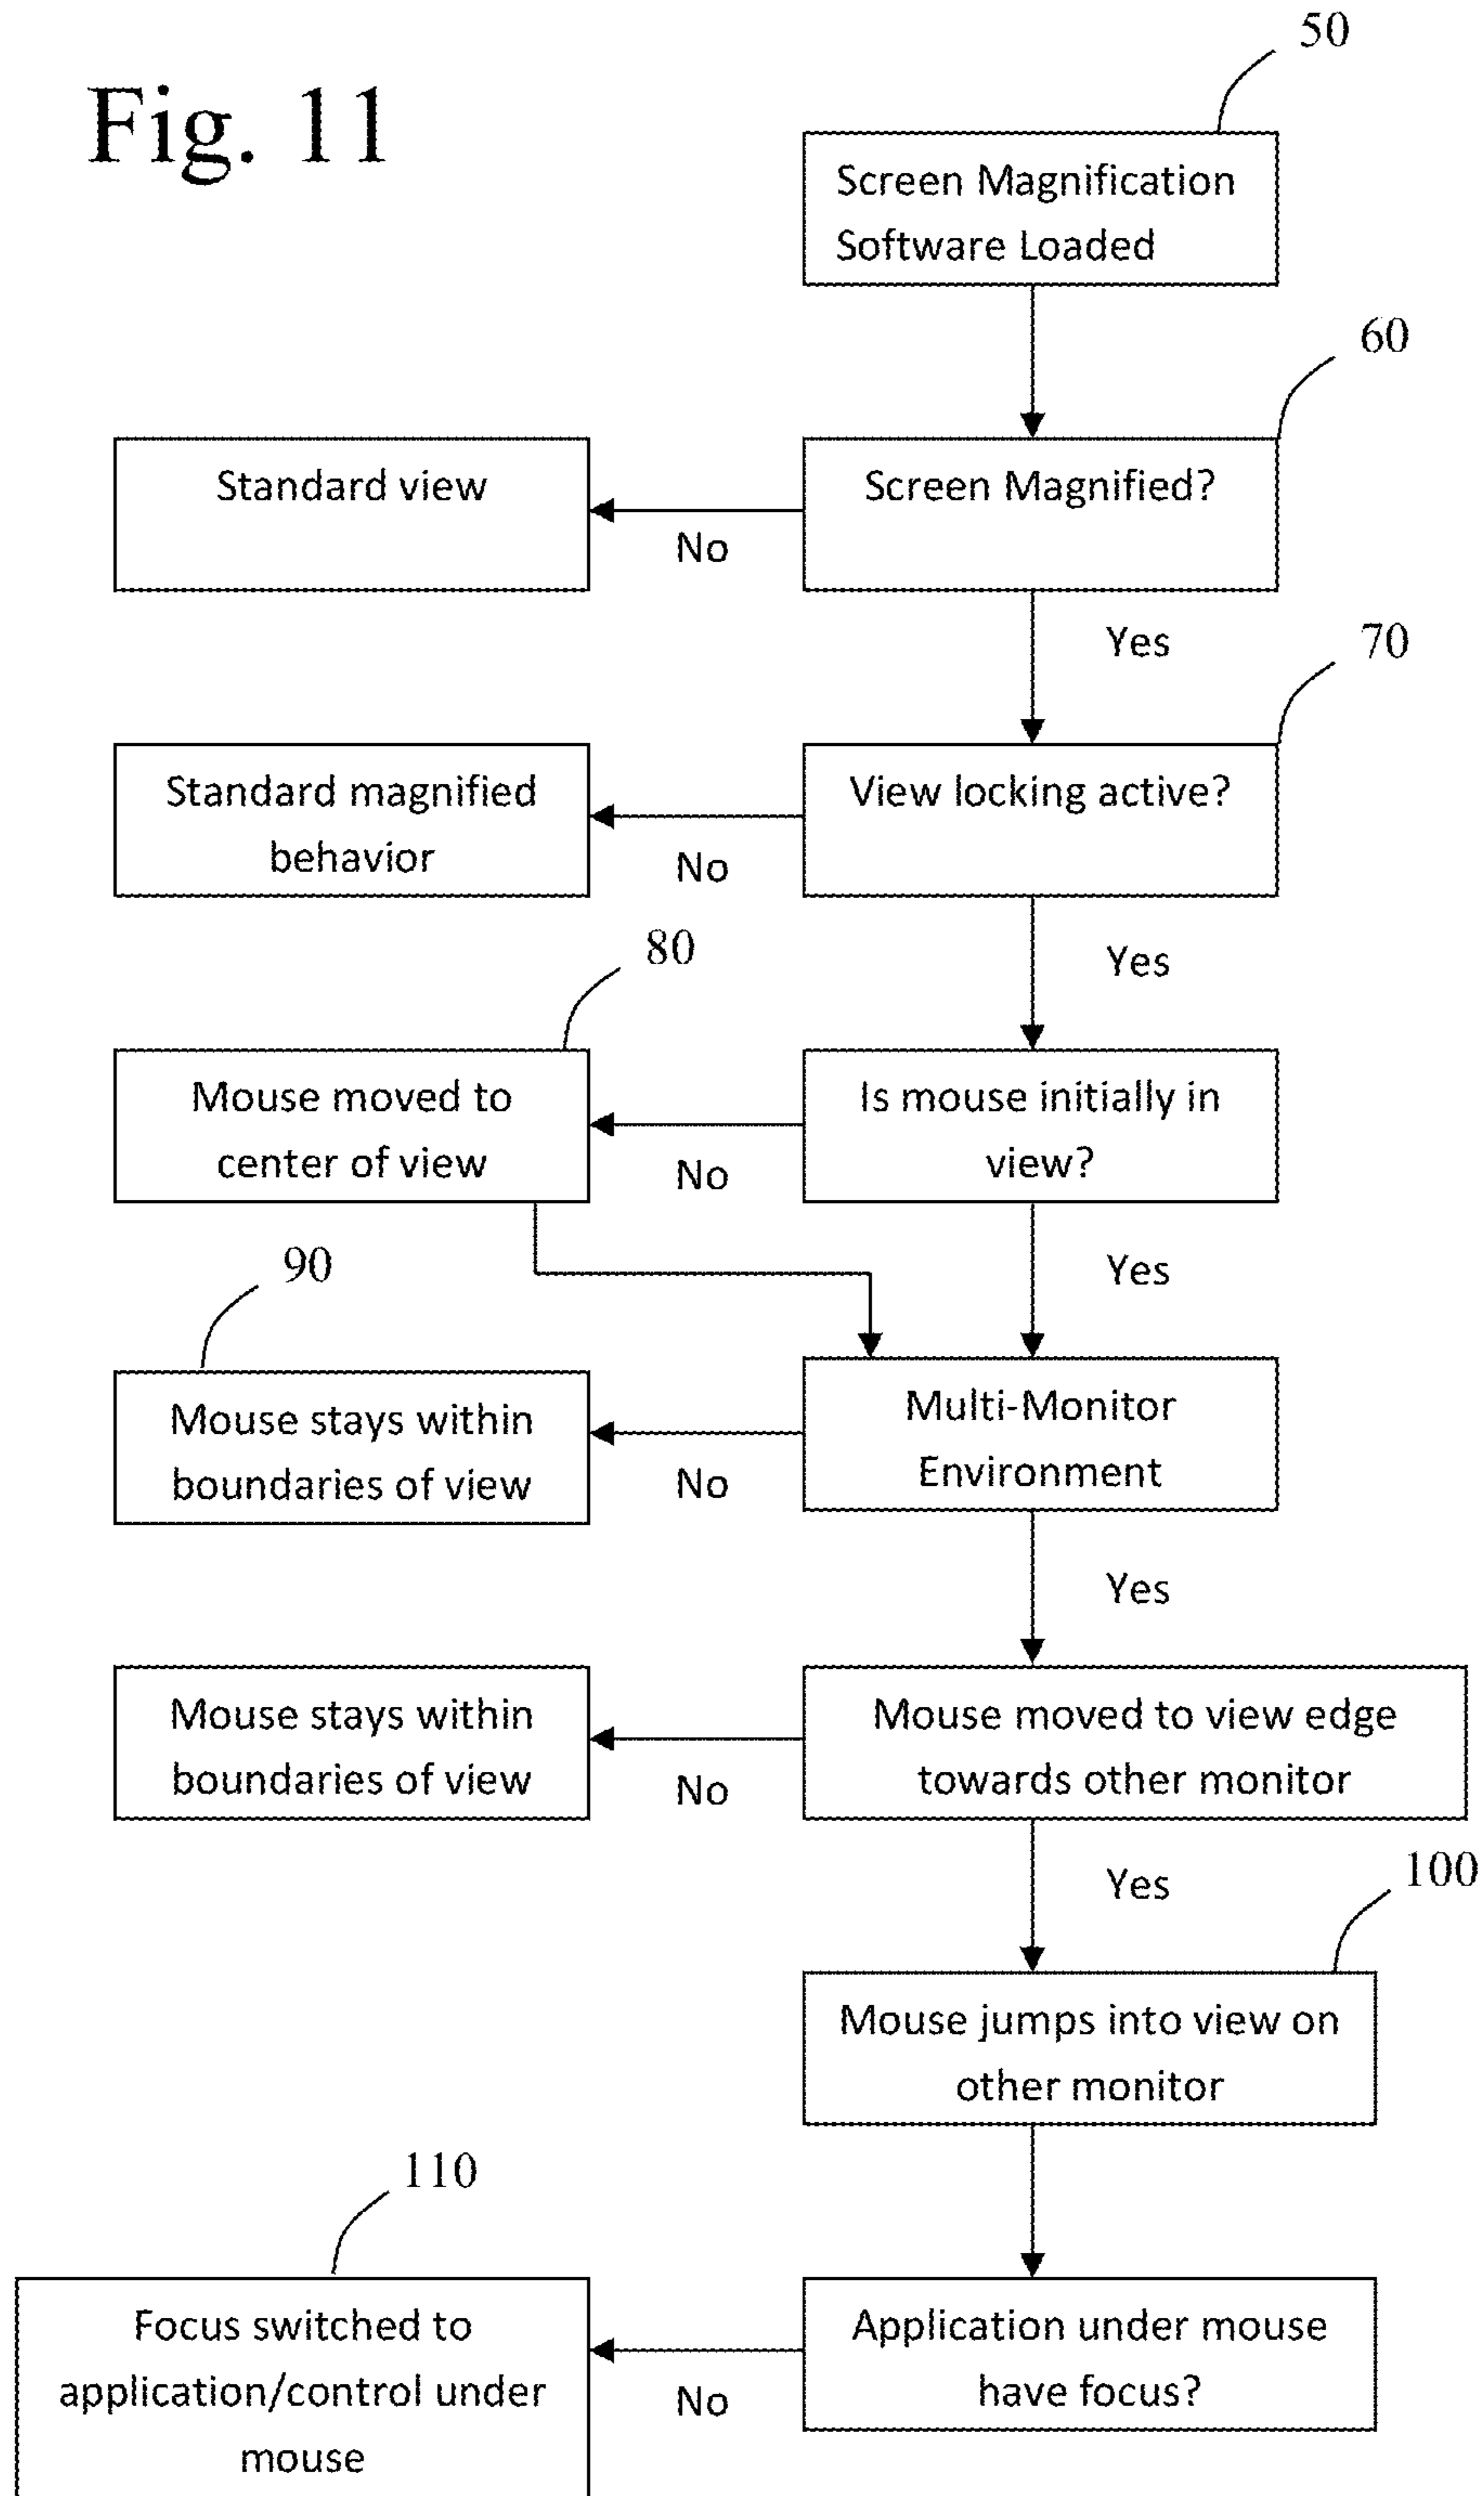 50
Fig. 11
Screen Magnification
Software Loaded
60
Standard view
Screen Magnified?
No
Yes
70
Standard magnified
behavior
View locking active?
No
80
Yes
Mouse moved to
center of view
Is mouse initially in
view?
No
90
Yes
Mouse stays within
boundaries of view
Multi-Monitor
Environment
No
Yes
Mouse stays within
boundaries of view
Mouse moved to view edge
towards other monitor
No
100
Yes
Mouse jumps into view on
other monitor
110
Focus switched to
application/control under
mouse
Application under mouse
have focus?
No